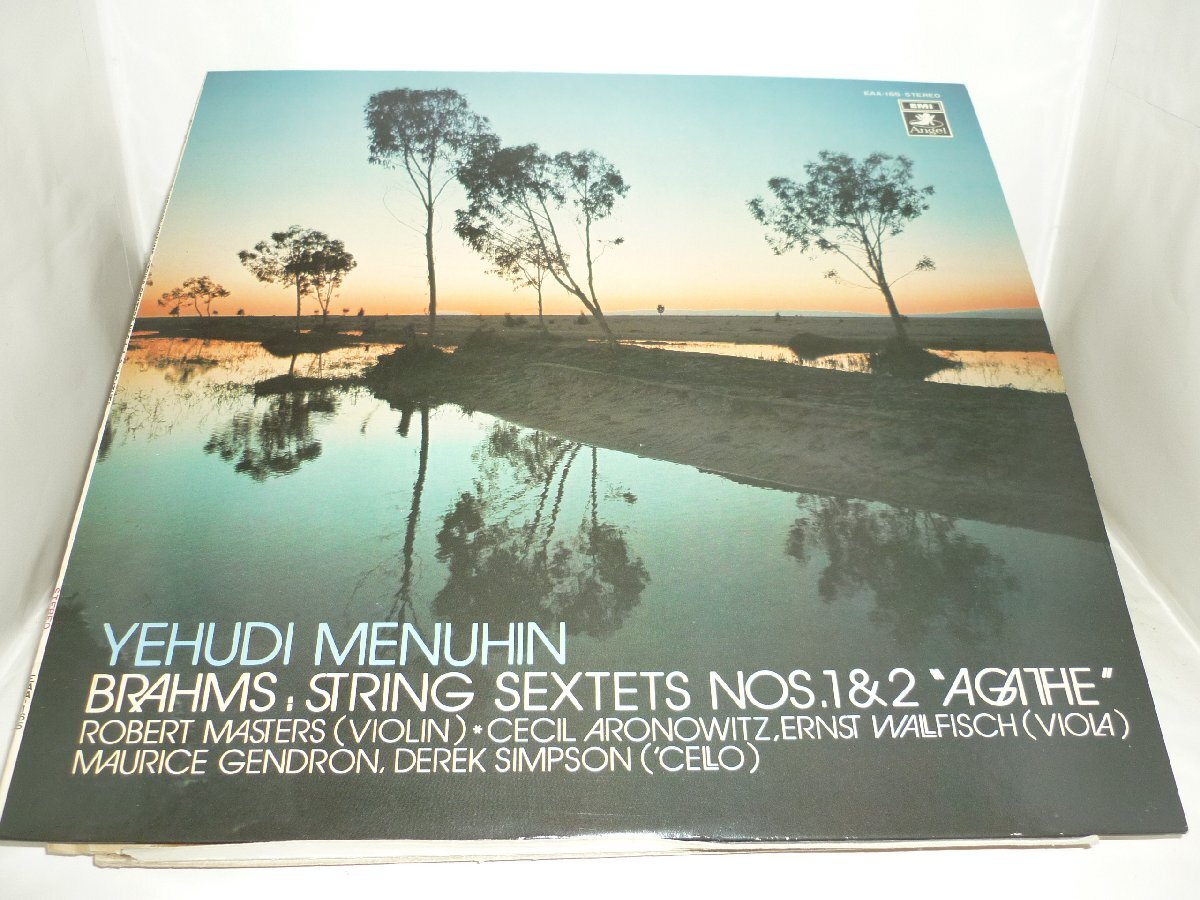 EAA-165 STEREO
EMI
Angel
YEHUDI MENUHIN
BRAHMS : STRING SEXTETS NOS.1&2 "AGATHE"
ROBERT MASTERS (VIOLIN) * CECIL ARONOWITZ, ERNST WALLFISCH (VIOLA)
MAURICE GENDRON, DEREK SIMPSON ('CELLO)